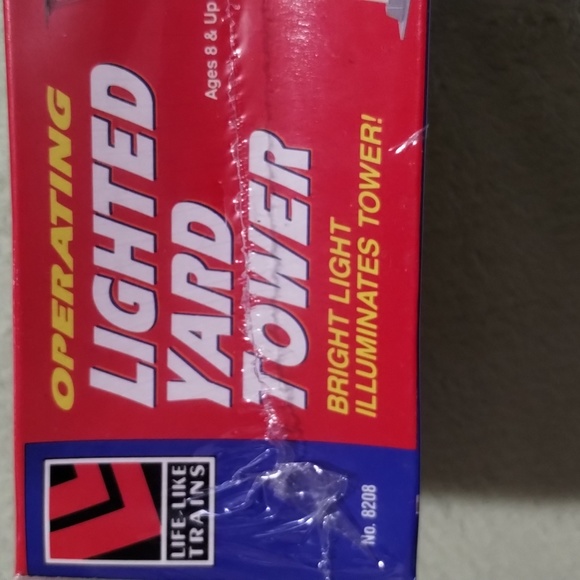 OPERATING
LIGHTED
YARD
TOWER
Ages 8 & Up
BRIGHT LIGHT
ILLUMINATES TOWER!
LIFE-LIKE
TRAINS
No. 8208